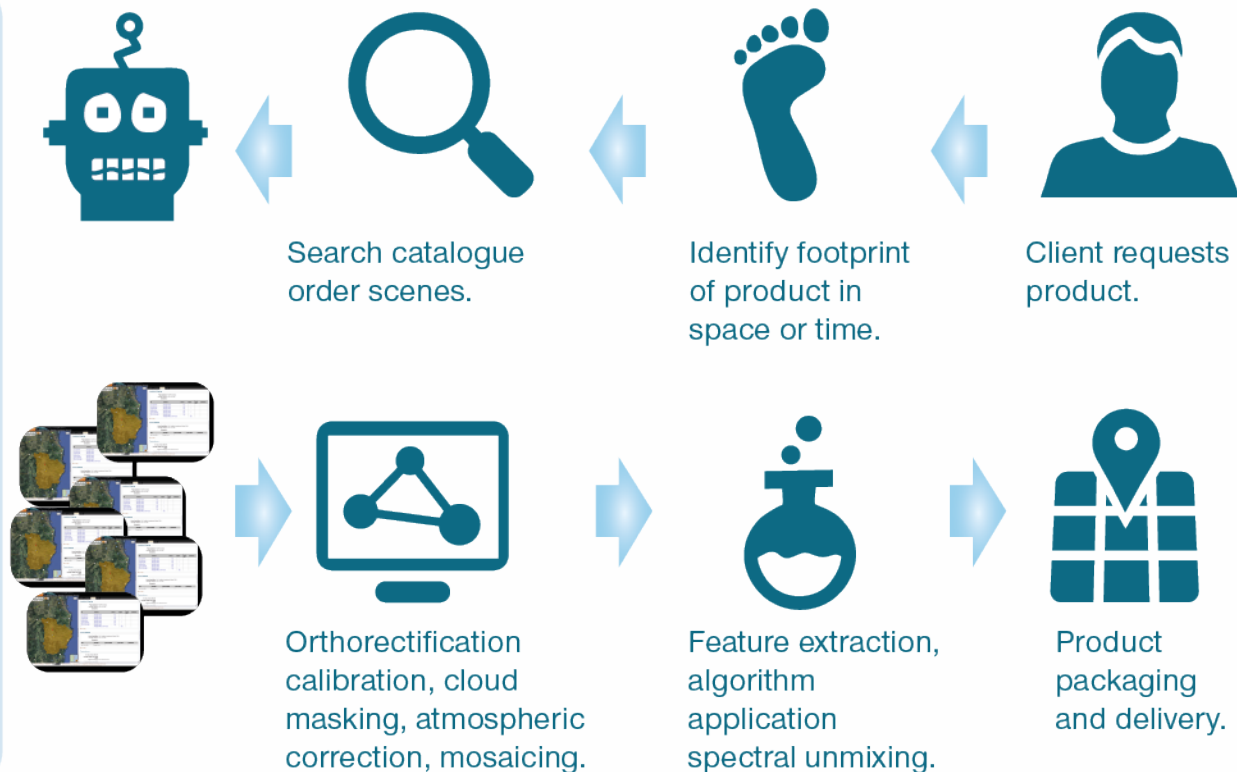 Search catalogue
order scenes.
Identify footprint
of product in
space or time.
Client requests
product.
Orthorectification
calibration, cloud
masking, atmospheric
correction, mosaicing.
Feature extraction,
algorithm
application
spectral unmixing.
Product
packaging
and delivery.